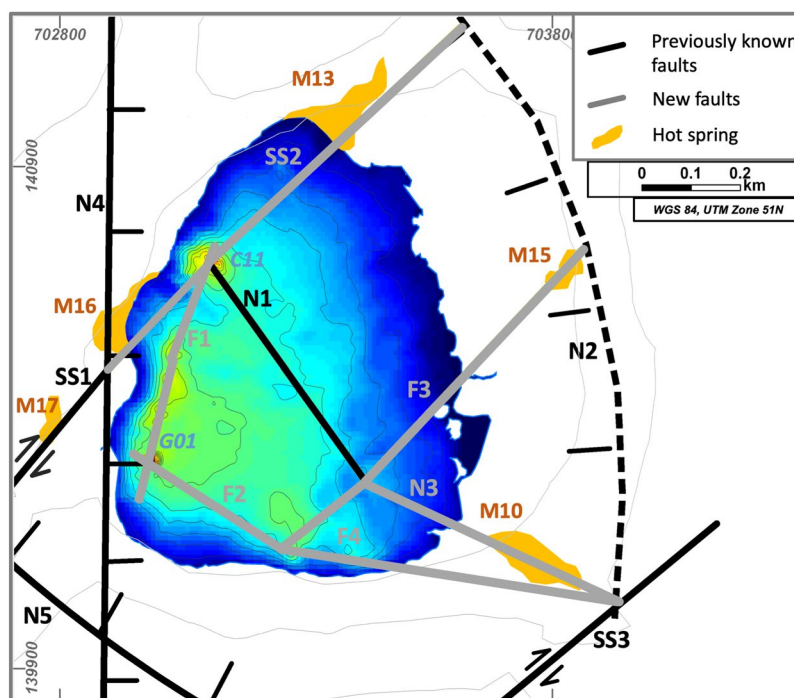 702800
703800
Previously known
faults
New faults
Hot spring
0 0.1 0.2
km
WGS 84, UTM Zone 51N
140900
139900
M13
SS2
N4
C11
M15
N1
M16
F1
N2
SS1
F3
M17
G01
F2
N3
M10
F4
N5
SS3